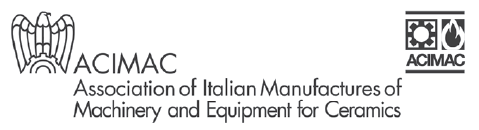 ACIMAC
ACIMAC
Association of Italian Manufactures of
Machinery and Equipment for Ceramics